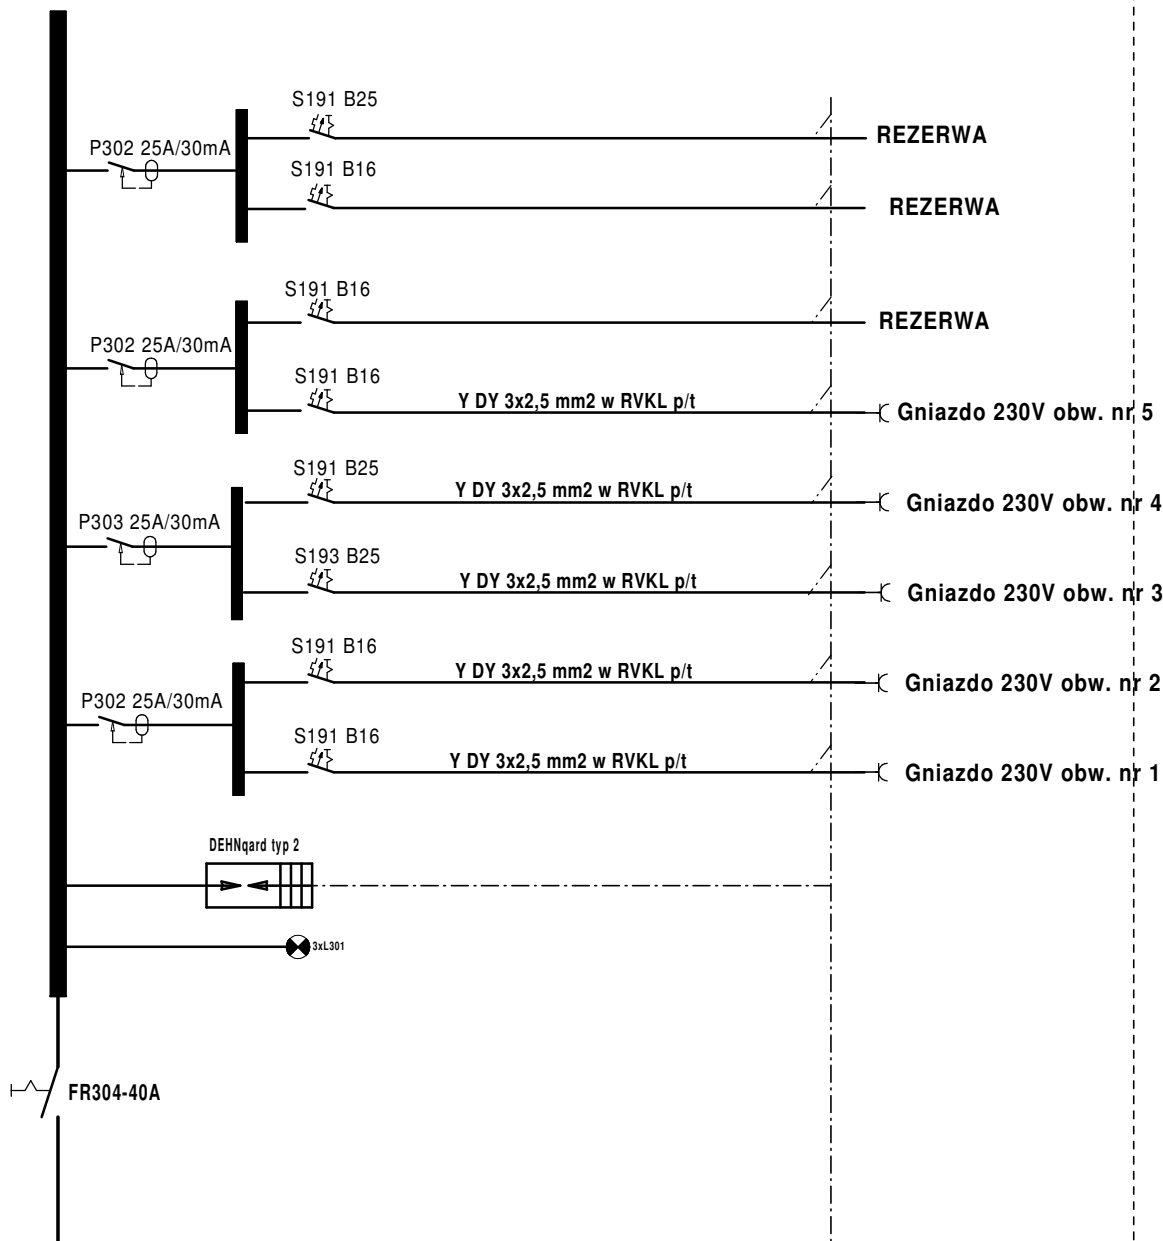 S191 B25
P302 25A/30mA
REZERWA
S191 B16
REZERWA
S191 B16
REZERWA
P302 25A/30mA
S191 B16
Y DY 3x2,5 mm2 w RVKL p/t
Gniazdo 230V obw. nr 5
S191 B25
Y DY 3x2,5 mm2 w RVKL p/t
Gniazdo 230V obw. nr 4
P303 25A/30mA
S193 B25
Y DY 3x2,5 mm2 w RVKL p/t
Gniazdo 230V obw. nr 3
S191 B16
Y DY 3x2,5 mm2 w RVKL p/t
Gniazdo 230V obw. nr 2
P302 25A/30mA
S191 B16
Y DY 3x2,5 mm2 w RVKL p/t
Gniazdo 230V obw. nr 1
DEHNqard typ 2
3xL301
FR304-40A